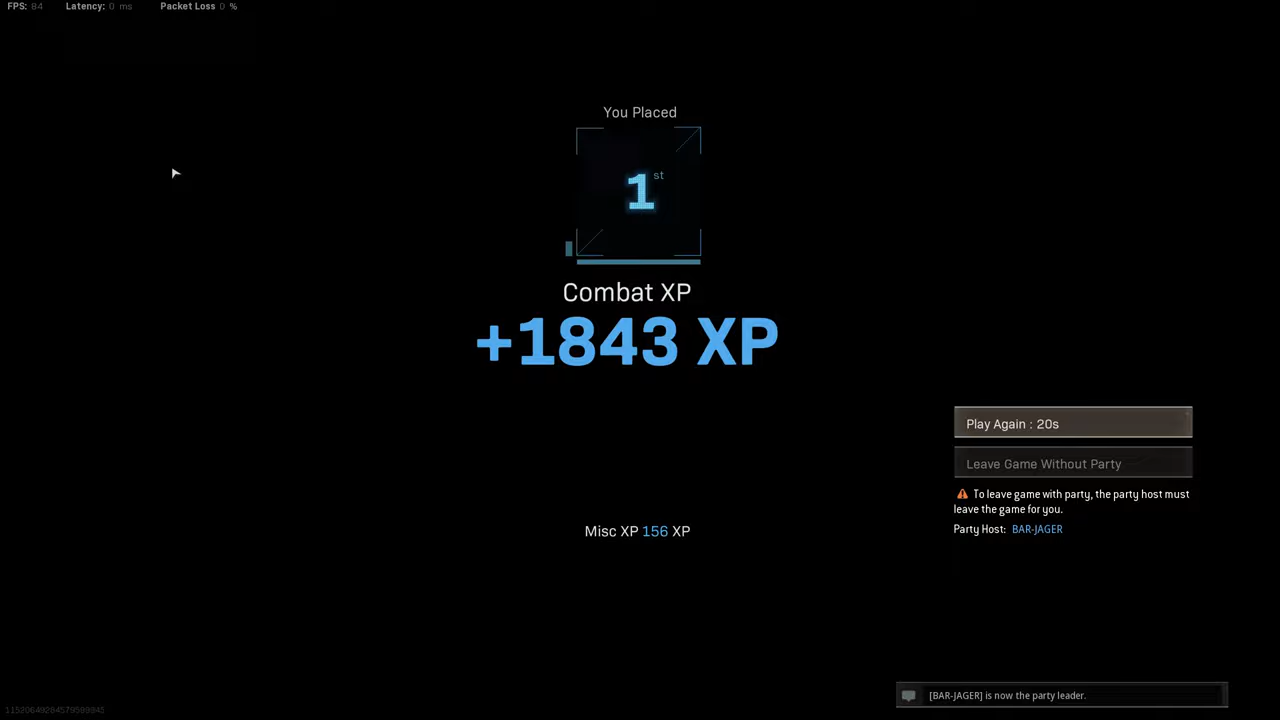 FPS: 84 Latency: 0 ms Packet Loss 0 %
You Placed
1st
Combat XP
+1843 XP
Play Again : 20s
Leave Game Without Party
To leave game with party, the party host must
leave the game for you.
Party Host: BAR-JAGER
Misc XP 156 XP
[BAR-JAGER] is now the party leader.